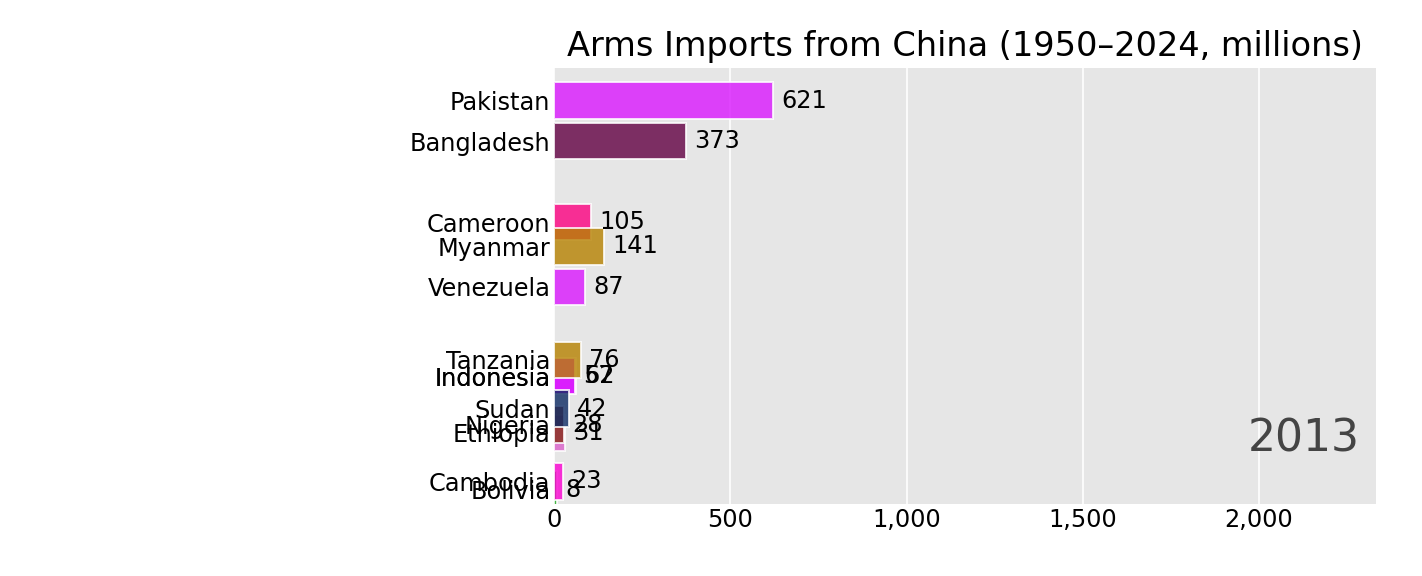 Arms Imports from China (1950–2024, millions)
Pakistan 621
Bangladesh 373
Cameroon 105
Myanmar 141
Venezuela 87
Tanzania 76
Indonesia
Sudan 42
Nigeria
Ethiopia 31
2013
Cambodia 23
Bolivia 8
0 500 1,000 1,500 2,000